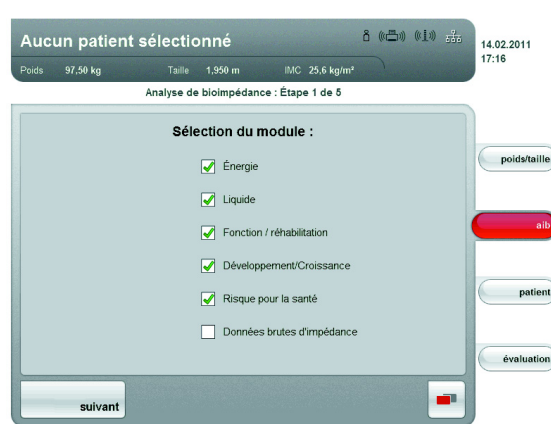 Aucun patient sélectionné
14.02.2011
17:16
Poids 97,50 kg Taille 1,950 m IMC 25,6 kg/m²
Analyse de bioimpédance : Étape 1 de 5
Sélection du module :
Énergie
Liquide
Fonction / réhabilitation
Développement/Croissance
Risque pour la santé
Données brutes d'impédance
poids/taille
aib
patient
évaluation
suivant